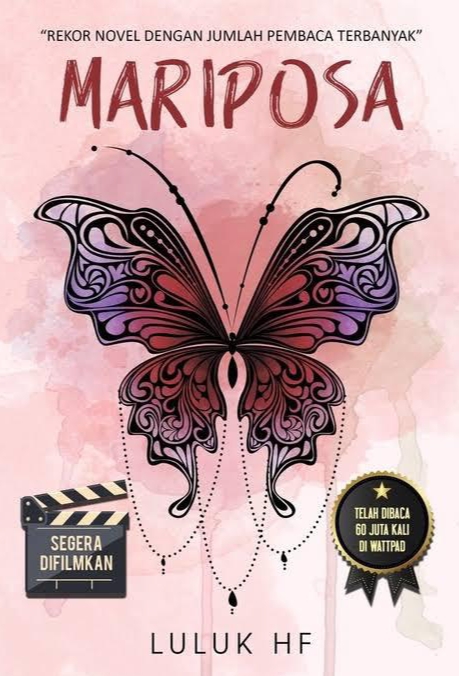 “REKOR NOVEL DENGAN JUMLAH PEMBACA TERBANYAK”
MARIPOSA
SEGERA
DIFILMKAN
TELAH DIBACA
60 JUTA KALI
DI WATTPAD
LULUK HF